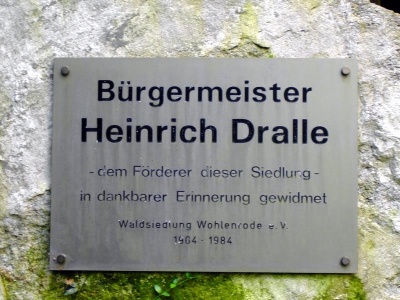 Bürgermeister
Heinrich Dralle
- dem Förderer dieser Siedlung -
in dankbarer Erinnerung gewidmet
Waldsiedlung Wohlenrode e. V.
1904 - 1984